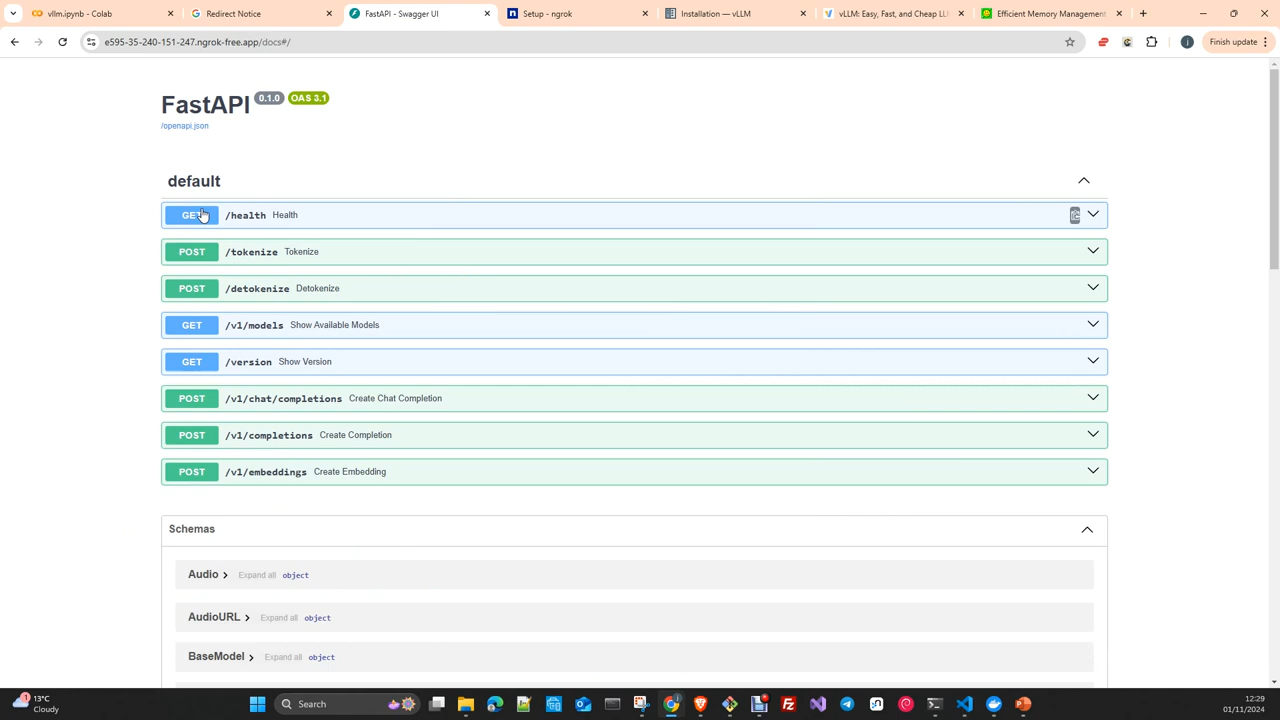 vllm.ipynb - Colab
Redirect Notice
FastAPI - Swagger UI
Setup - ngrok
Installation — vLLM
vLLM: Easy, Fast, and Cheap LL
Efficient Memory Management
e595-35-240-151-247.ngrok-free.app/docs#/
j
Finish update
FastAPI 0.1.0 OAS 3.1
/openapi.json
default
GET /health Health
POST /tokenize Tokenize
POST /detokenize Detokenize
GET /v1/models Show Available Models
GET /version Show Version
POST /v1/chat/completions Create Chat Completion
POST /v1/completions Create Completion
POST /v1/embeddings Create Embedding
Schemas
Audio Expand all object
AudioURL Expand all object
BaseModel Expand all object
1
13°C
Cloudy
Search
12:29
01/11/2024